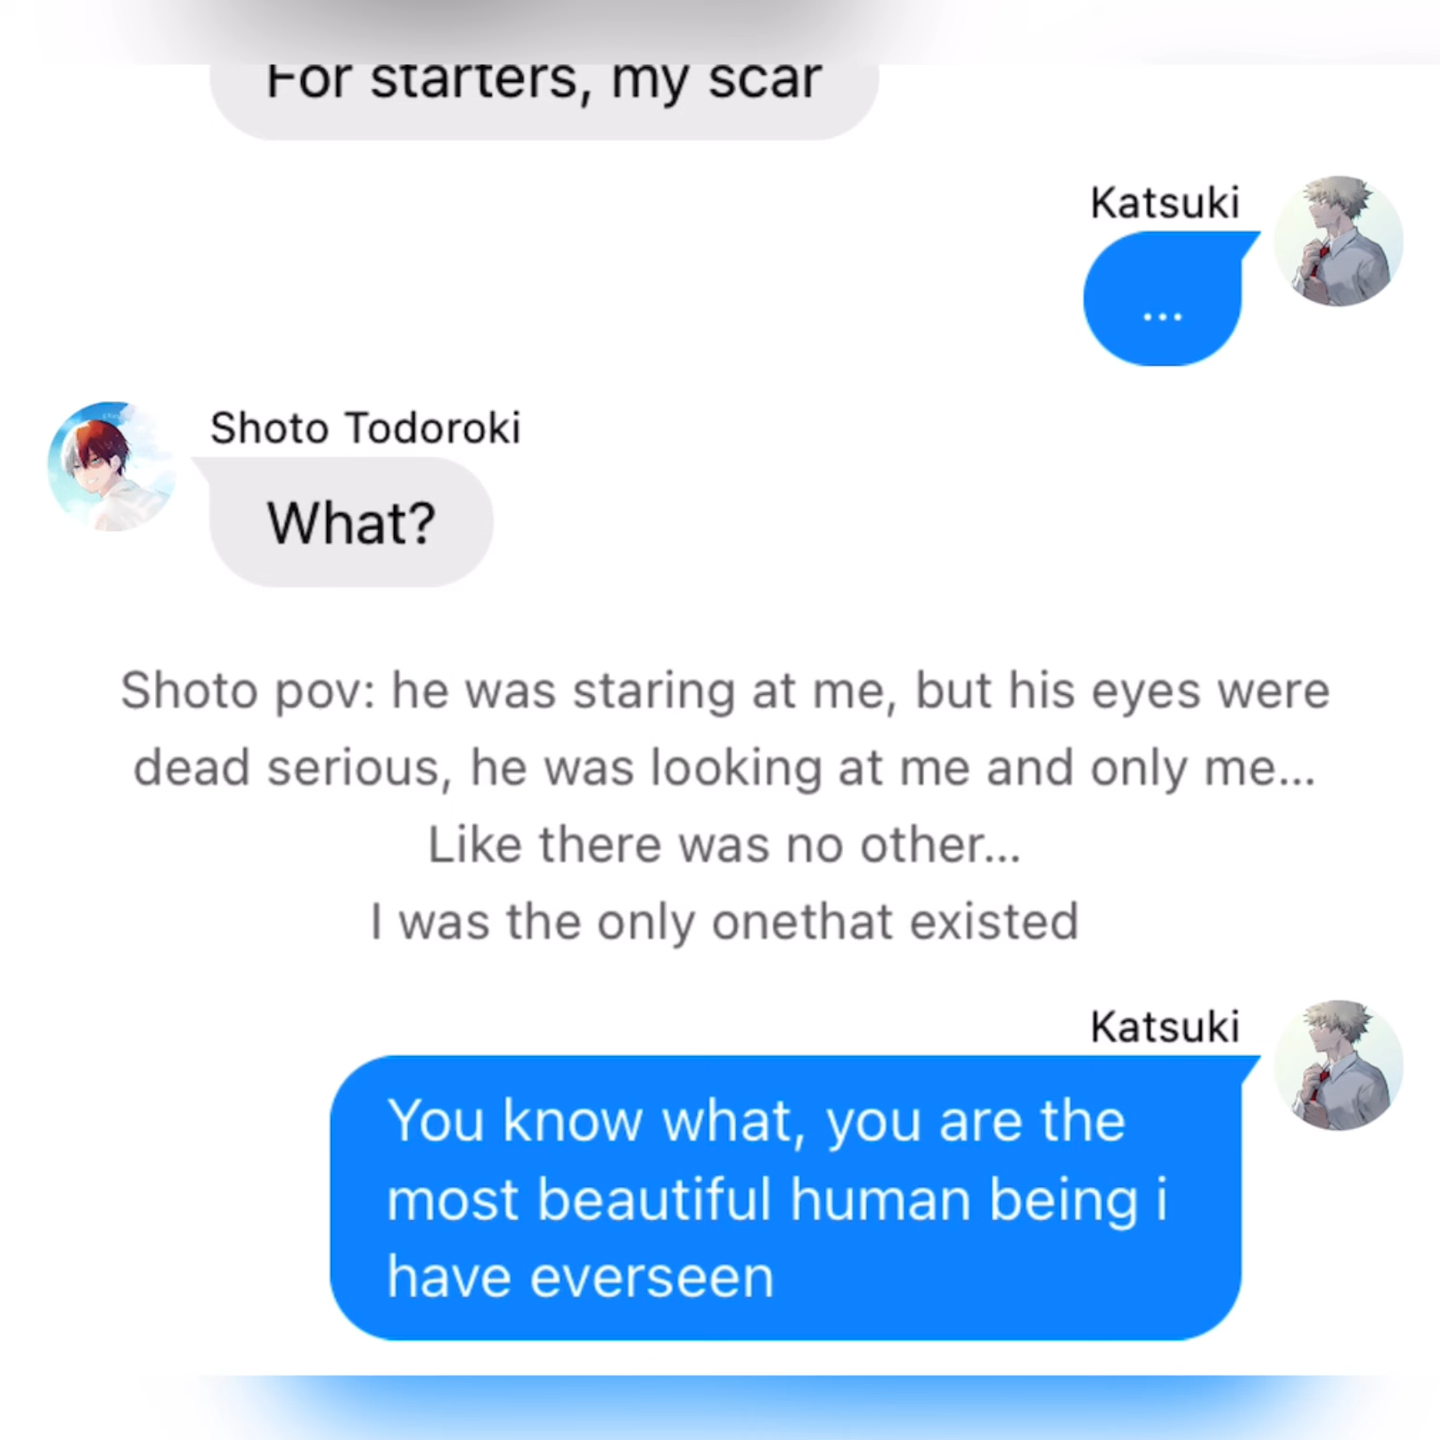 For starters, my scar
Katsuki
...
Shoto Todoroki
What?
Shoto pov: he was staring at me, but his eyes were
dead serious, he was looking at me and only me...
Like there was no other...
I was the only onethat existed
Katsuki
You know what, you are the
most beautiful human being i
have everseen